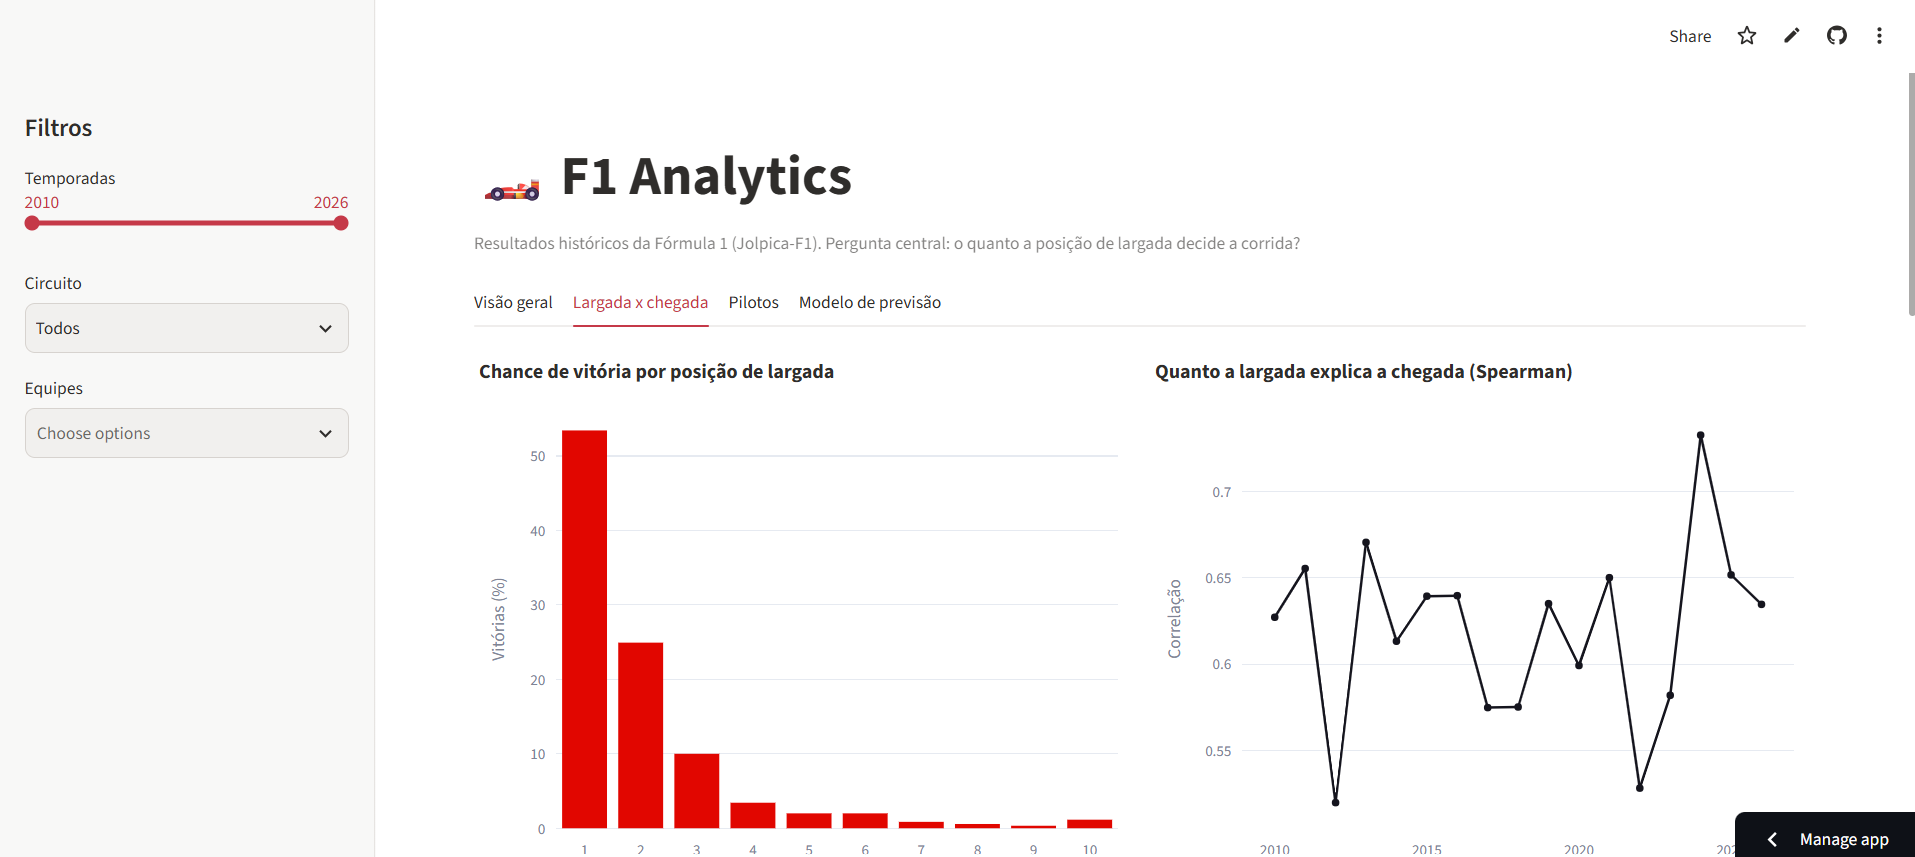 Share
Filtros
Temporadas
2010 2026
Circuito
Todos
Equipes
Choose options
F1 Analytics
Resultados históricos da Fórmula 1 (Jolpica-F1). Pergunta central: o quanto a posição de largada decide a corrida?
Visão geral Largada x chegada Pilotos Modelo de previsão
Chance de vitória por posição de largada
Vitórias (%)
50
40
30
20
10
0
1 2 3 4 5 6 7 8 9 10
Quanto a largada explica a chegada (Spearman)
Correlação
0.7
0.65
0.6
0.55
2010 2015 2020
Manage app